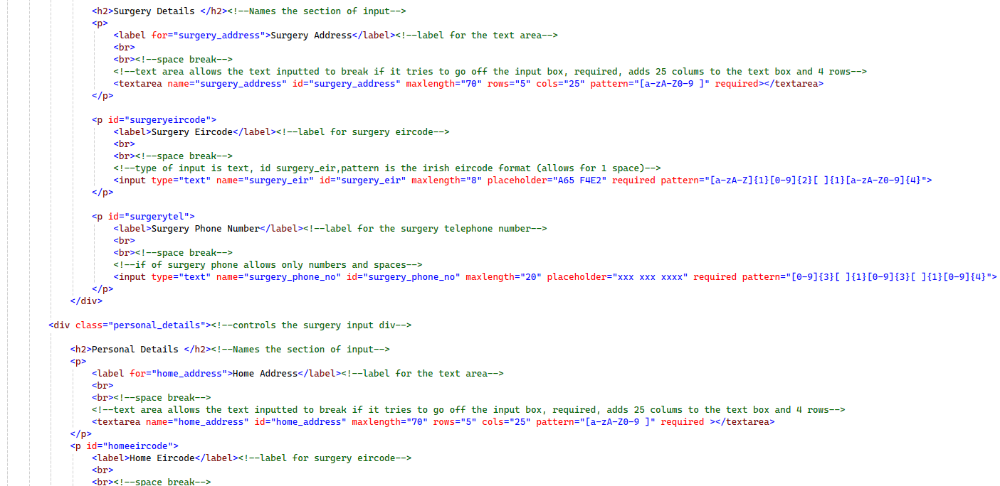 <h2>Surgery Details </h2><!--Names the section of input-->
<p>
<label for="surgery_address">Surgery Address</label><!--label for the text area-->
<br>
<br><!--space break-->
<!--text area allows the text inputted to break if it tries to go off the input box, required, adds 25 colums to the text box and 4 rows-->
<textarea name="surgery_address" id="surgery_address" maxlength="70" rows="5" cols="25" pattern="[a-zA-Z0-9 ]" required></textarea>
</p>
<p id="surgeryeircode">
<label>Surgery Eircode</label><!--label for surgery eircode-->
<br>
<br><!--space break-->
<!--type of input is text, id surgery_eir,pattern is the irish eircode format (allows for 1 space)-->
<input type="text" name="surgery_eir" id="surgery_eir" maxlength="8" placeholder="A65 F4E2" required pattern="[a-zA-Z]{1}[0-9]{2}[ ]{1}[a-zA-Z0-9]{4}">
</p>
<p id="surgerytel">
<label>Surgery Phone Number</label><!--label for the surgery telephone number-->
<br>
<br><!--space break-->
<!--if of surgery phone allows only numbers and spaces-->
<input type="text" name="surgery_phone_no" id="surgery_phone_no" maxlength="20" placeholder="xxx xxx xxxx" required pattern="[0-9]{3}[ ]{1}[0-9]{3}[ ]{1}[0-9]{4}">
</p>
</div>
<div class="personal_details"><!--controls the surgery input div-->
<h2>Personal Details </h2><!--Names the section of input-->
<p>
<label for="home_address">Home Address</label><!--label for the text area-->
<br>
<br><!--space break-->
<!--text area allows the text inputted to break if it tries to go off the input box, required, adds 25 colums to the text box and 4 rows-->
<textarea name="home_address" id="home_address" maxlength="70" rows="5" cols="25" pattern="[a-zA-Z0-9 ]" required ></textarea>
</p>
<p id="homeeircode">
<label>Home Eircode</label><!--label for surgery eircode-->
<br>
<br><!--space break-->